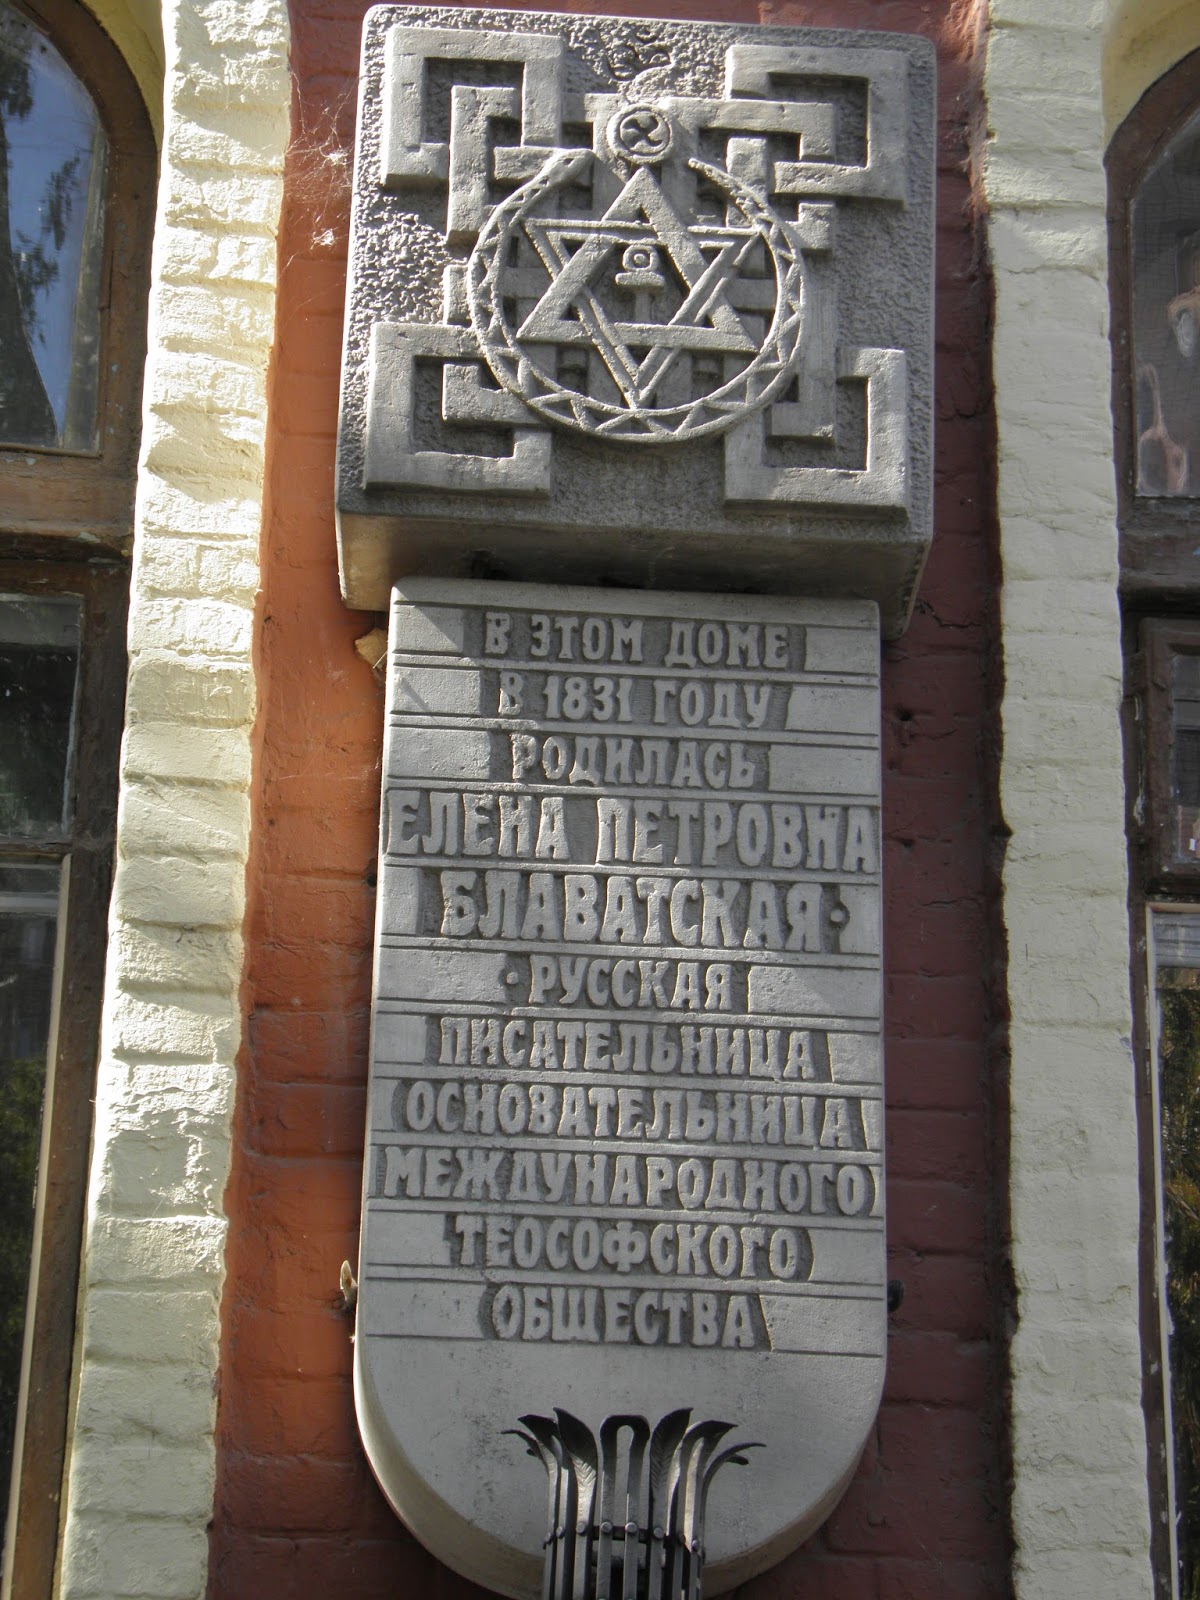 В ЭТОМ ДОМЕ
В 1831 ГОДУ
РОДИЛАСЬ
ЕЛЕНА ПЕТРОВНА
БЛАВАТСКАЯ·
·РУССКАЯ
ПИСАТЕЛЬНИЦА
ОСНОВАТЕЛЬНИЦА
МЕЖДУНАРОДНОГО
ТЕОСОФСКОГО
ОБЩЕСТВА